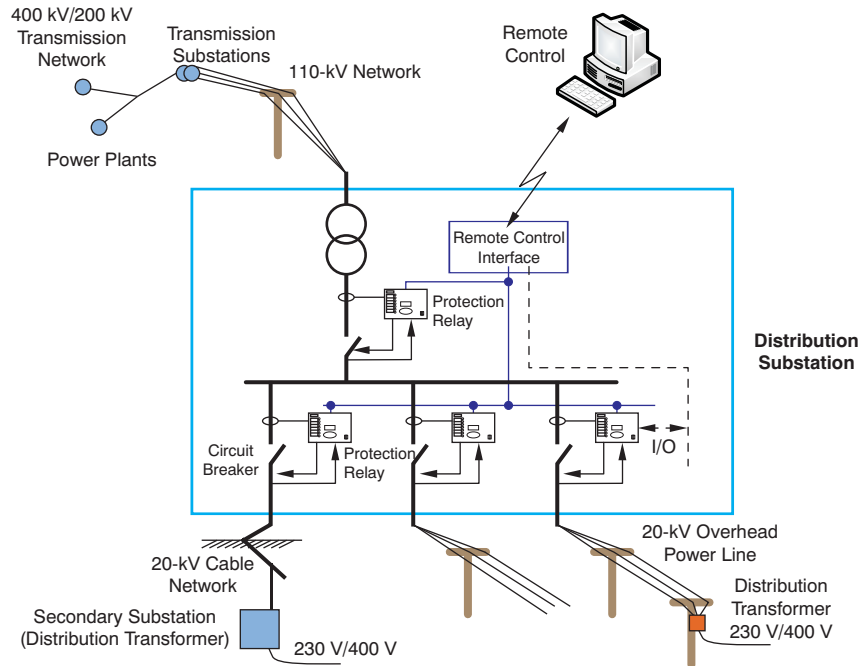 400 kV/200 kV
Transmission
Network
Transmission
Substations
110-kV Network
Remote
Control
Power Plants
Remote Control
Interface
Protection
Relay
Distribution
Substation
Circuit
Breaker
Protection
Relay
I/O
20-kV Cable
Network
20-kV Overhead
Power Line
Secondary Substation
(Distribution Transformer)
230 V/400 V
Distribution
Transformer
230 V/400 V